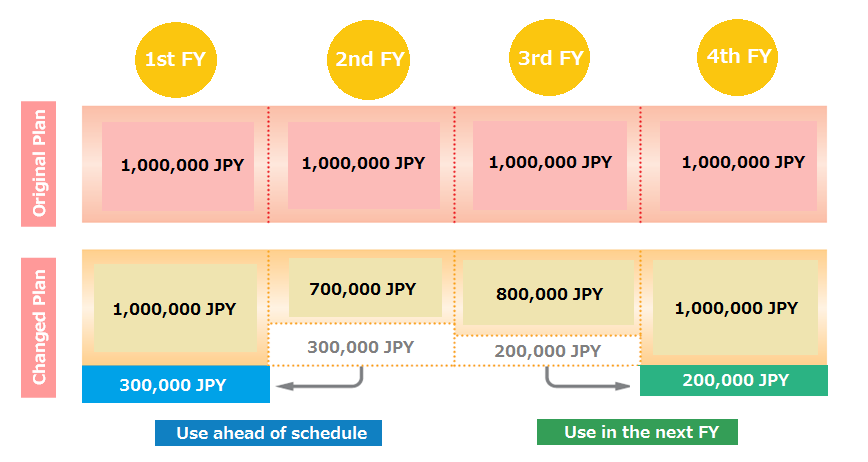 1st FY
2nd FY
3rd FY
4th FY
Original Plan
1,000,000 JPY
1,000,000 JPY
1,000,000 JPY
1,000,000 JPY
Changed Plan
1,000,000 JPY
700,000 JPY
800,000 JPY
1,000,000 JPY
300,000 JPY
200,000 JPY
300,000 JPY
200,000 JPY
Use ahead of schedule
Use in the next FY